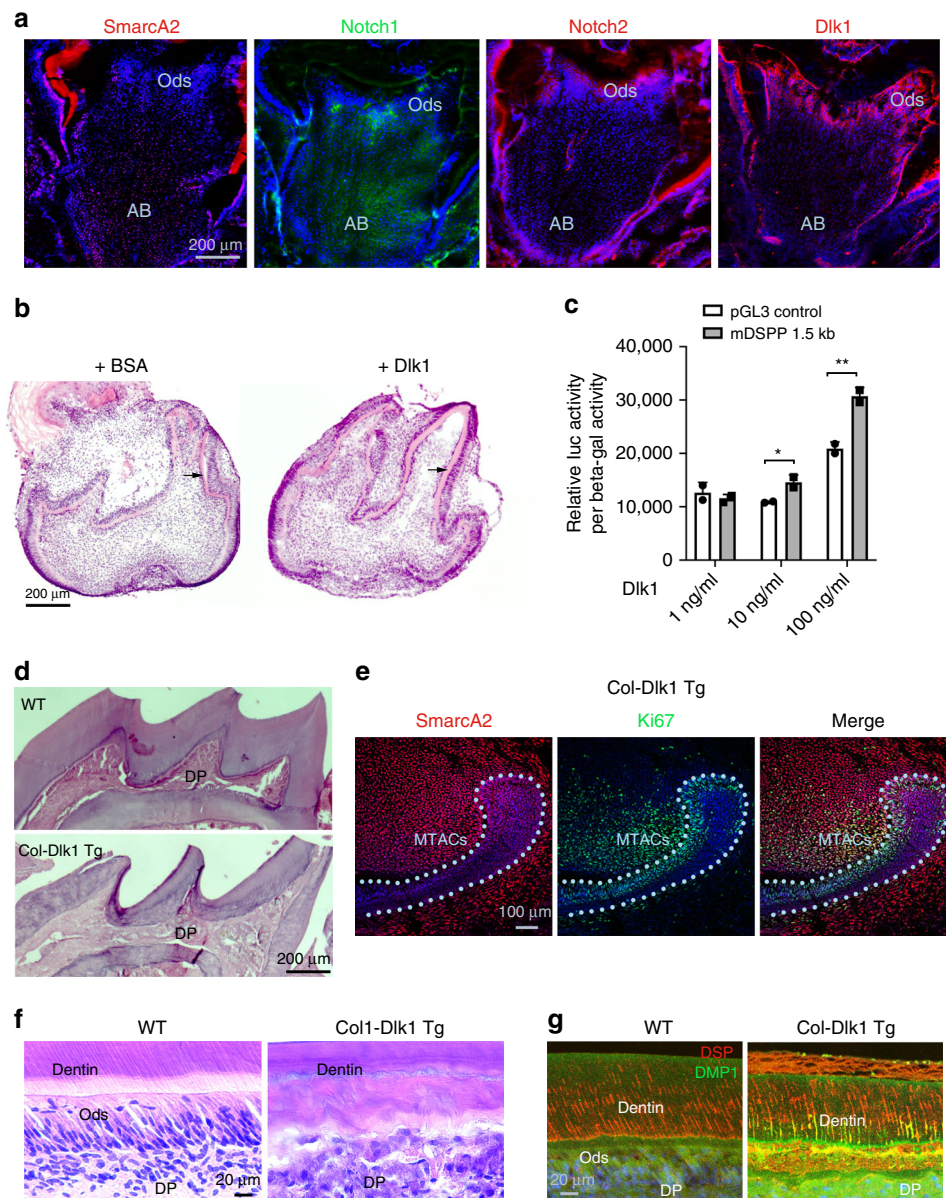 a
SmarcA2 Notch1 Notch2 Dlk1
Ods Ods Ods Ods
AB AB AB AB
200 μm
b
+ BSA + Dlk1
200 μm
c
pGL3 control
mDSPP 1.5 kb
Relative luc activity
per beta-gal activity
40,000
30,000
20,000
10,000
0
*
**
Dlk1
1 ng/ml 10 ng/ml 100 ng/ml
d
WT
DP
Col-Dlk1 Tg
DP
200 μm
e
Col-Dlk1 Tg
SmarcA2 Ki67 Merge
MTACs MTACs MTACs
100 μm
f
WT Col1-Dlk1 Tg
Dentin Dentin
Ods
20 μm
DP DP
g
WT Col-Dlk1 Tg
DSP
DMP1
Dentin Dentin
Ods
20 μm
DP DP